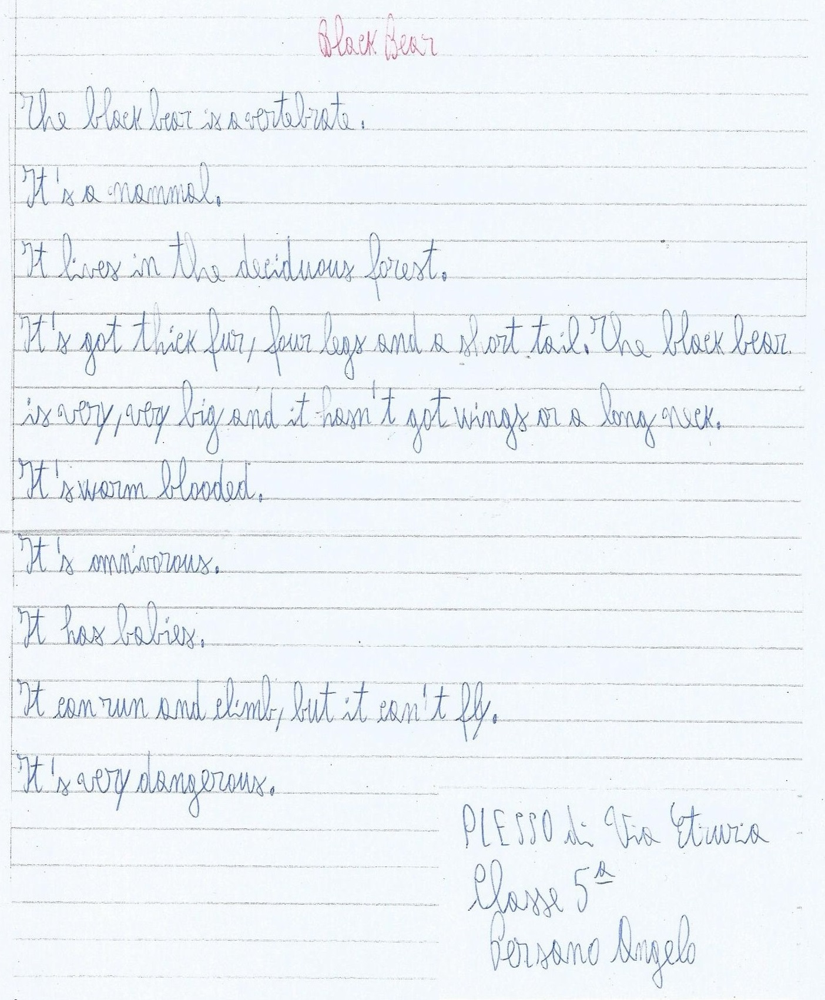 Black Bear
The black bear is a vertebrate.
It's a mammal.
It lives in the deciduous forest.
It's got thick fur, four legs and a short tail. The black bear
is very, very big and it hasn't got wings or a long neck.
It's warm blooded.
It's omnivorous.
It has babies.
It can run and climb, but it can't fly.
It's very dangerous.
PLESSO di Via Etruria
Classe 5ª
Persano Angelo